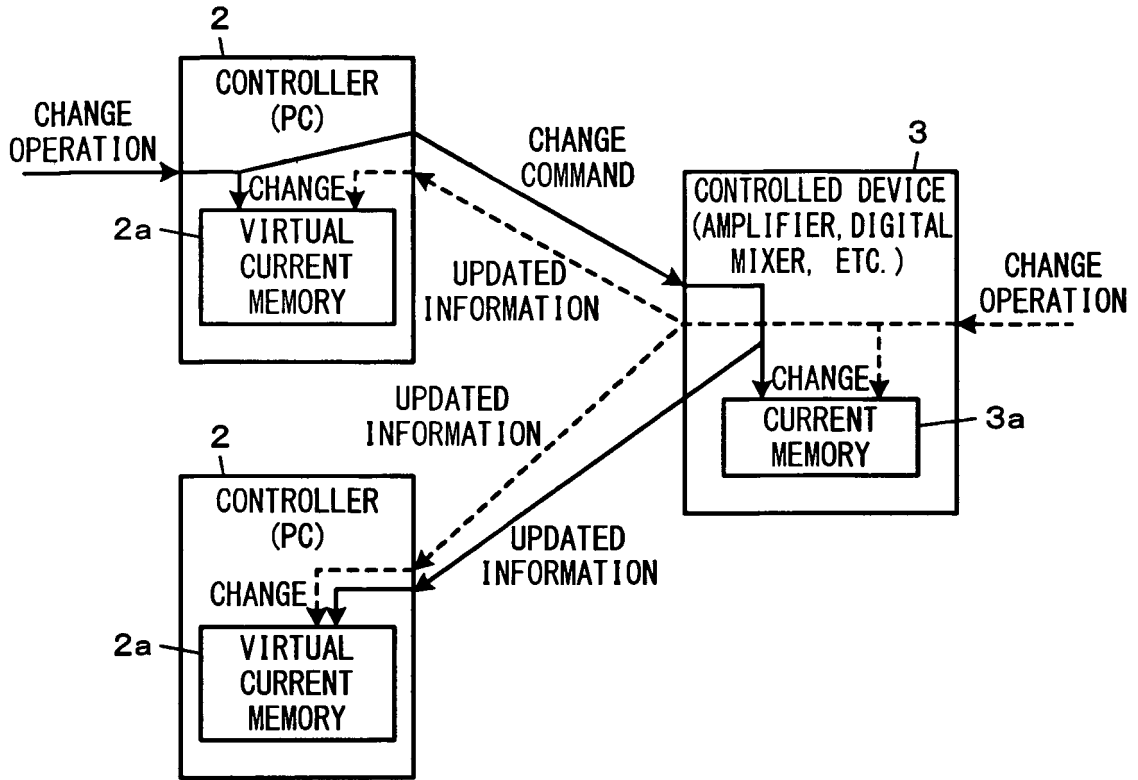 2
CONTROLLER
(PC)
CHANGE
OPERATION
CHANGE
2a
VIRTUAL
CURRENT
MEMORY
CHANGE
COMMAND
UPDATED
INFORMATION
3
CONTROLLED DEVICE
(AMPLIFIER, DIGITAL
MIXER, ETC.)
CHANGE
OPERATION
CHANGE
CURRENT
MEMORY
3a
UPDATED
INFORMATION
2
CONTROLLER
(PC)
UPDATED
INFORMATION
CHANGE
2a
VIRTUAL
CURRENT
MEMORY